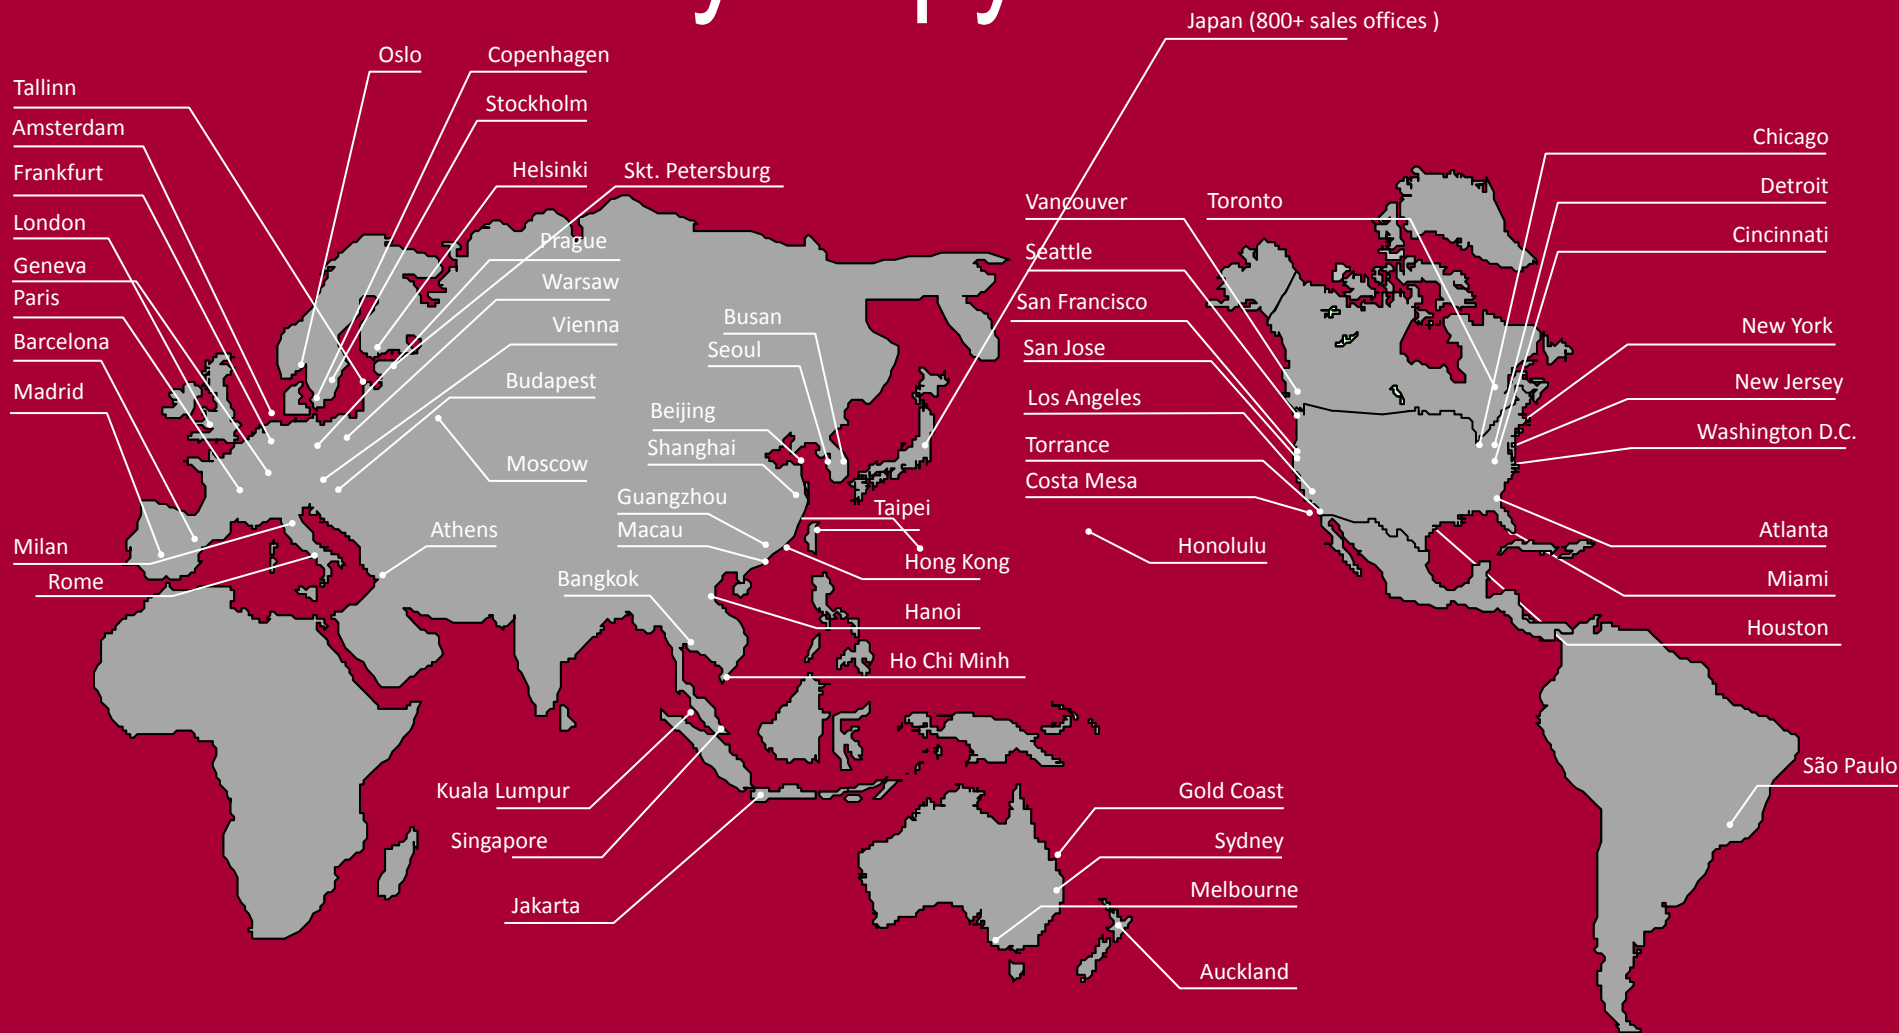 Japan (800+ sales offices )
Oslo
Copenhagen
Tallinn
Stockholm
Amsterdam
Frankfurt
Helsinki
Skt. Petersburg
London
Prague
Geneva
Warsaw
Paris
Vienna
Barcelona
Budapest
Madrid
Moscow
Milan
Athens
Rome
Busan
Seoul
Beijing
Shanghai
Guangzhou
Macau
Taipei
Hong Kong
Bangkok
Hanoi
Ho Chi Minh
Kuala Lumpur
Singapore
Jakarta
Gold Coast
Sydney
Melbourne
Auckland
Honolulu
Vancouver
Toronto
Seattle
San Francisco
San Jose
Los Angeles
Torrance
Costa Mesa
Chicago
Detroit
Cincinnati
New York
New Jersey
Washington D.C.
Atlanta
Miami
Houston
São Paulo